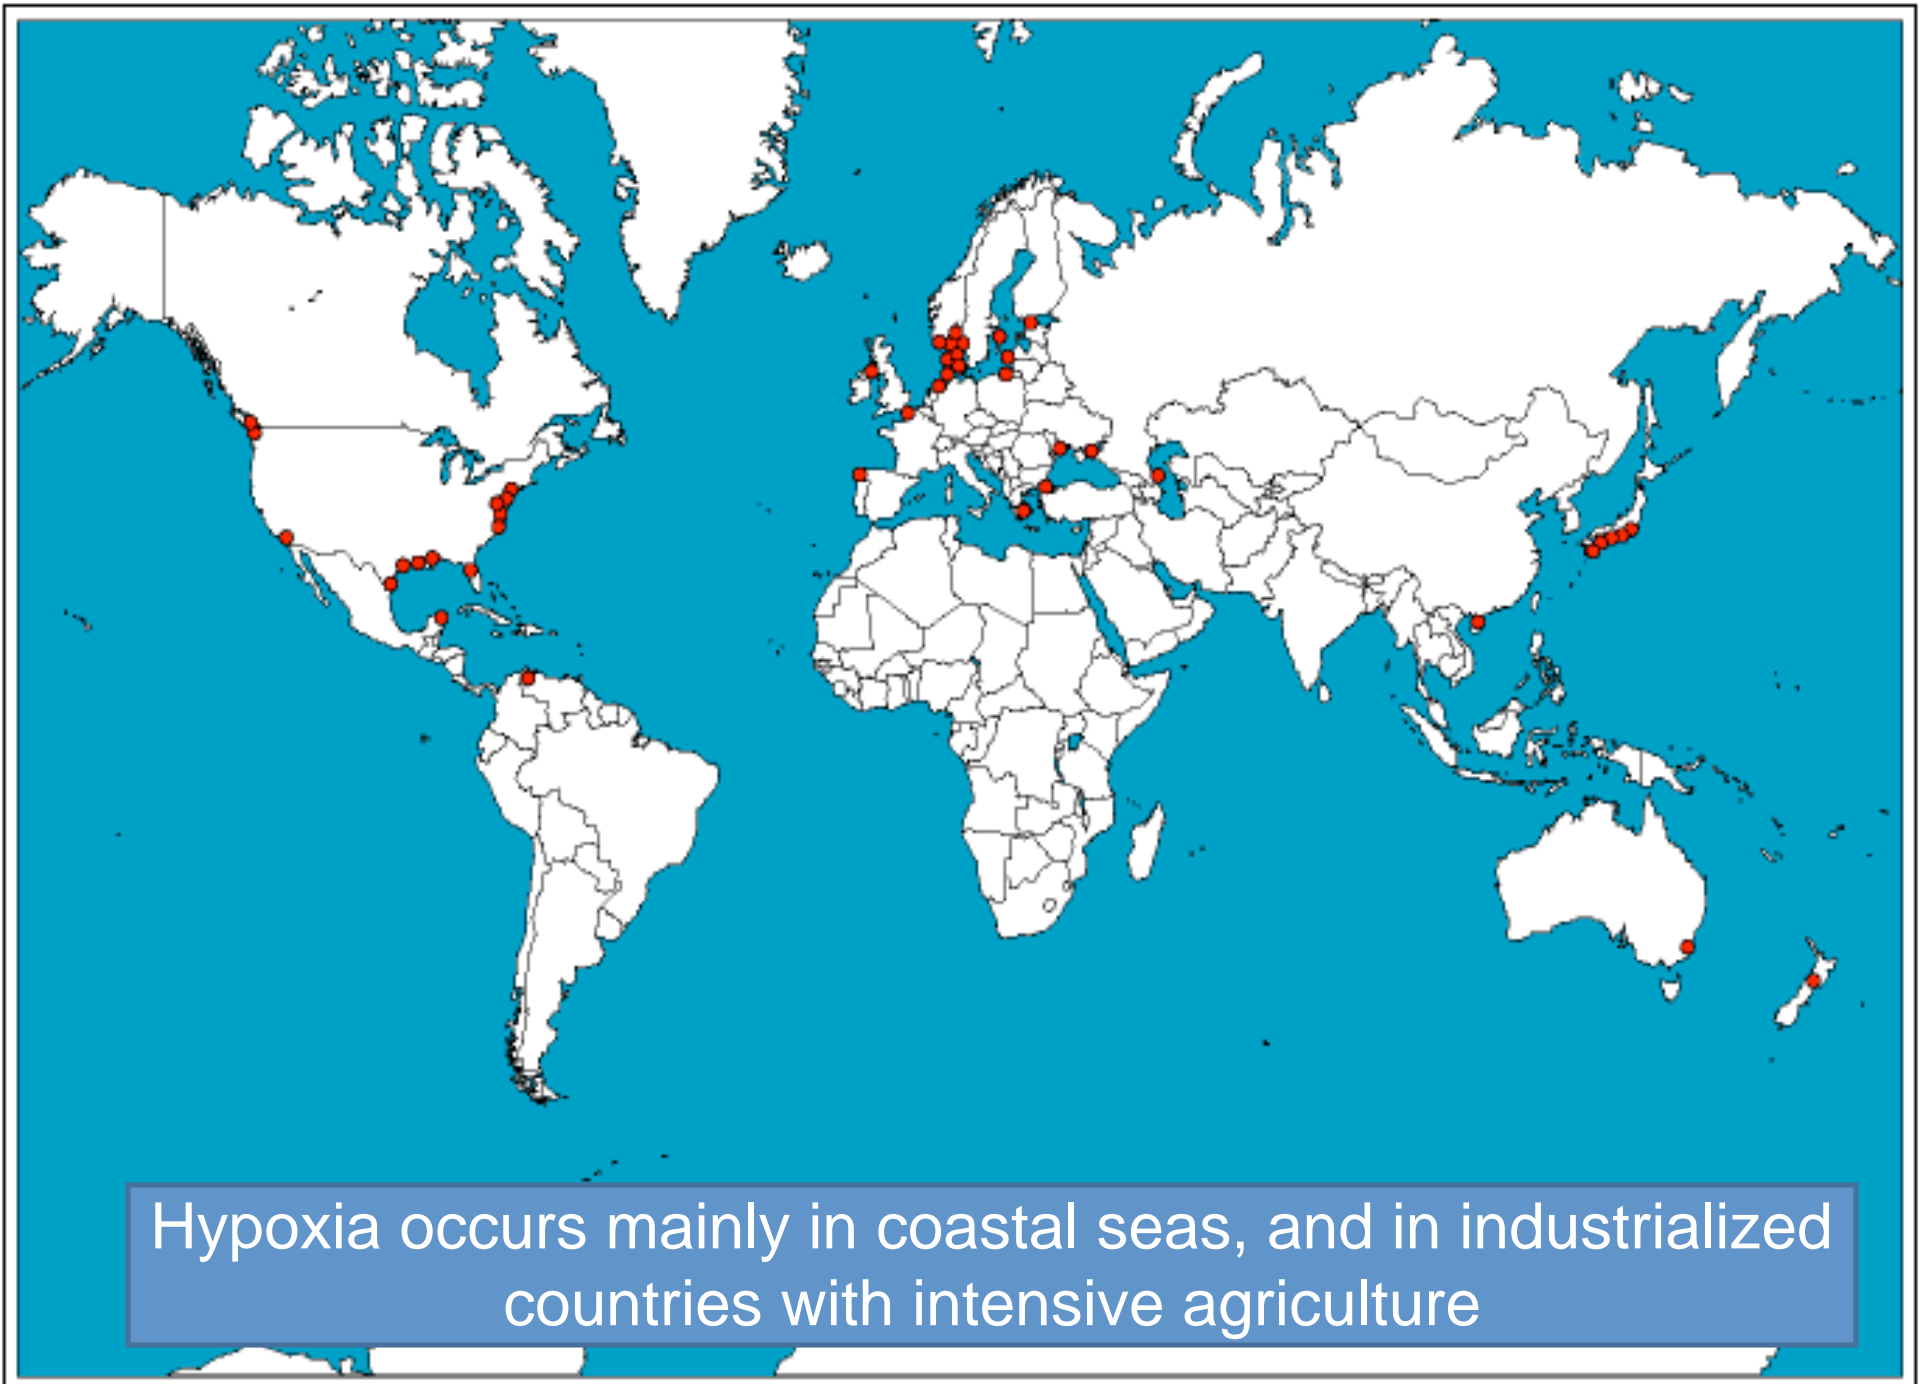 Hypoxia occurs mainly in coastal seas, and in industrialized
countries with intensive agriculture